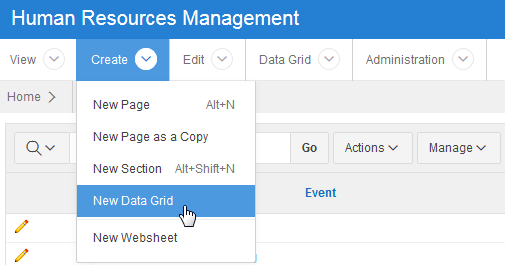 Human Resources Management
View Create Edit Data Grid Administration
Home
New Page Alt+N
New Page as a Copy
New Section Alt+Shift+N
New Data Grid
New Websheet
Go Actions Manage
Event